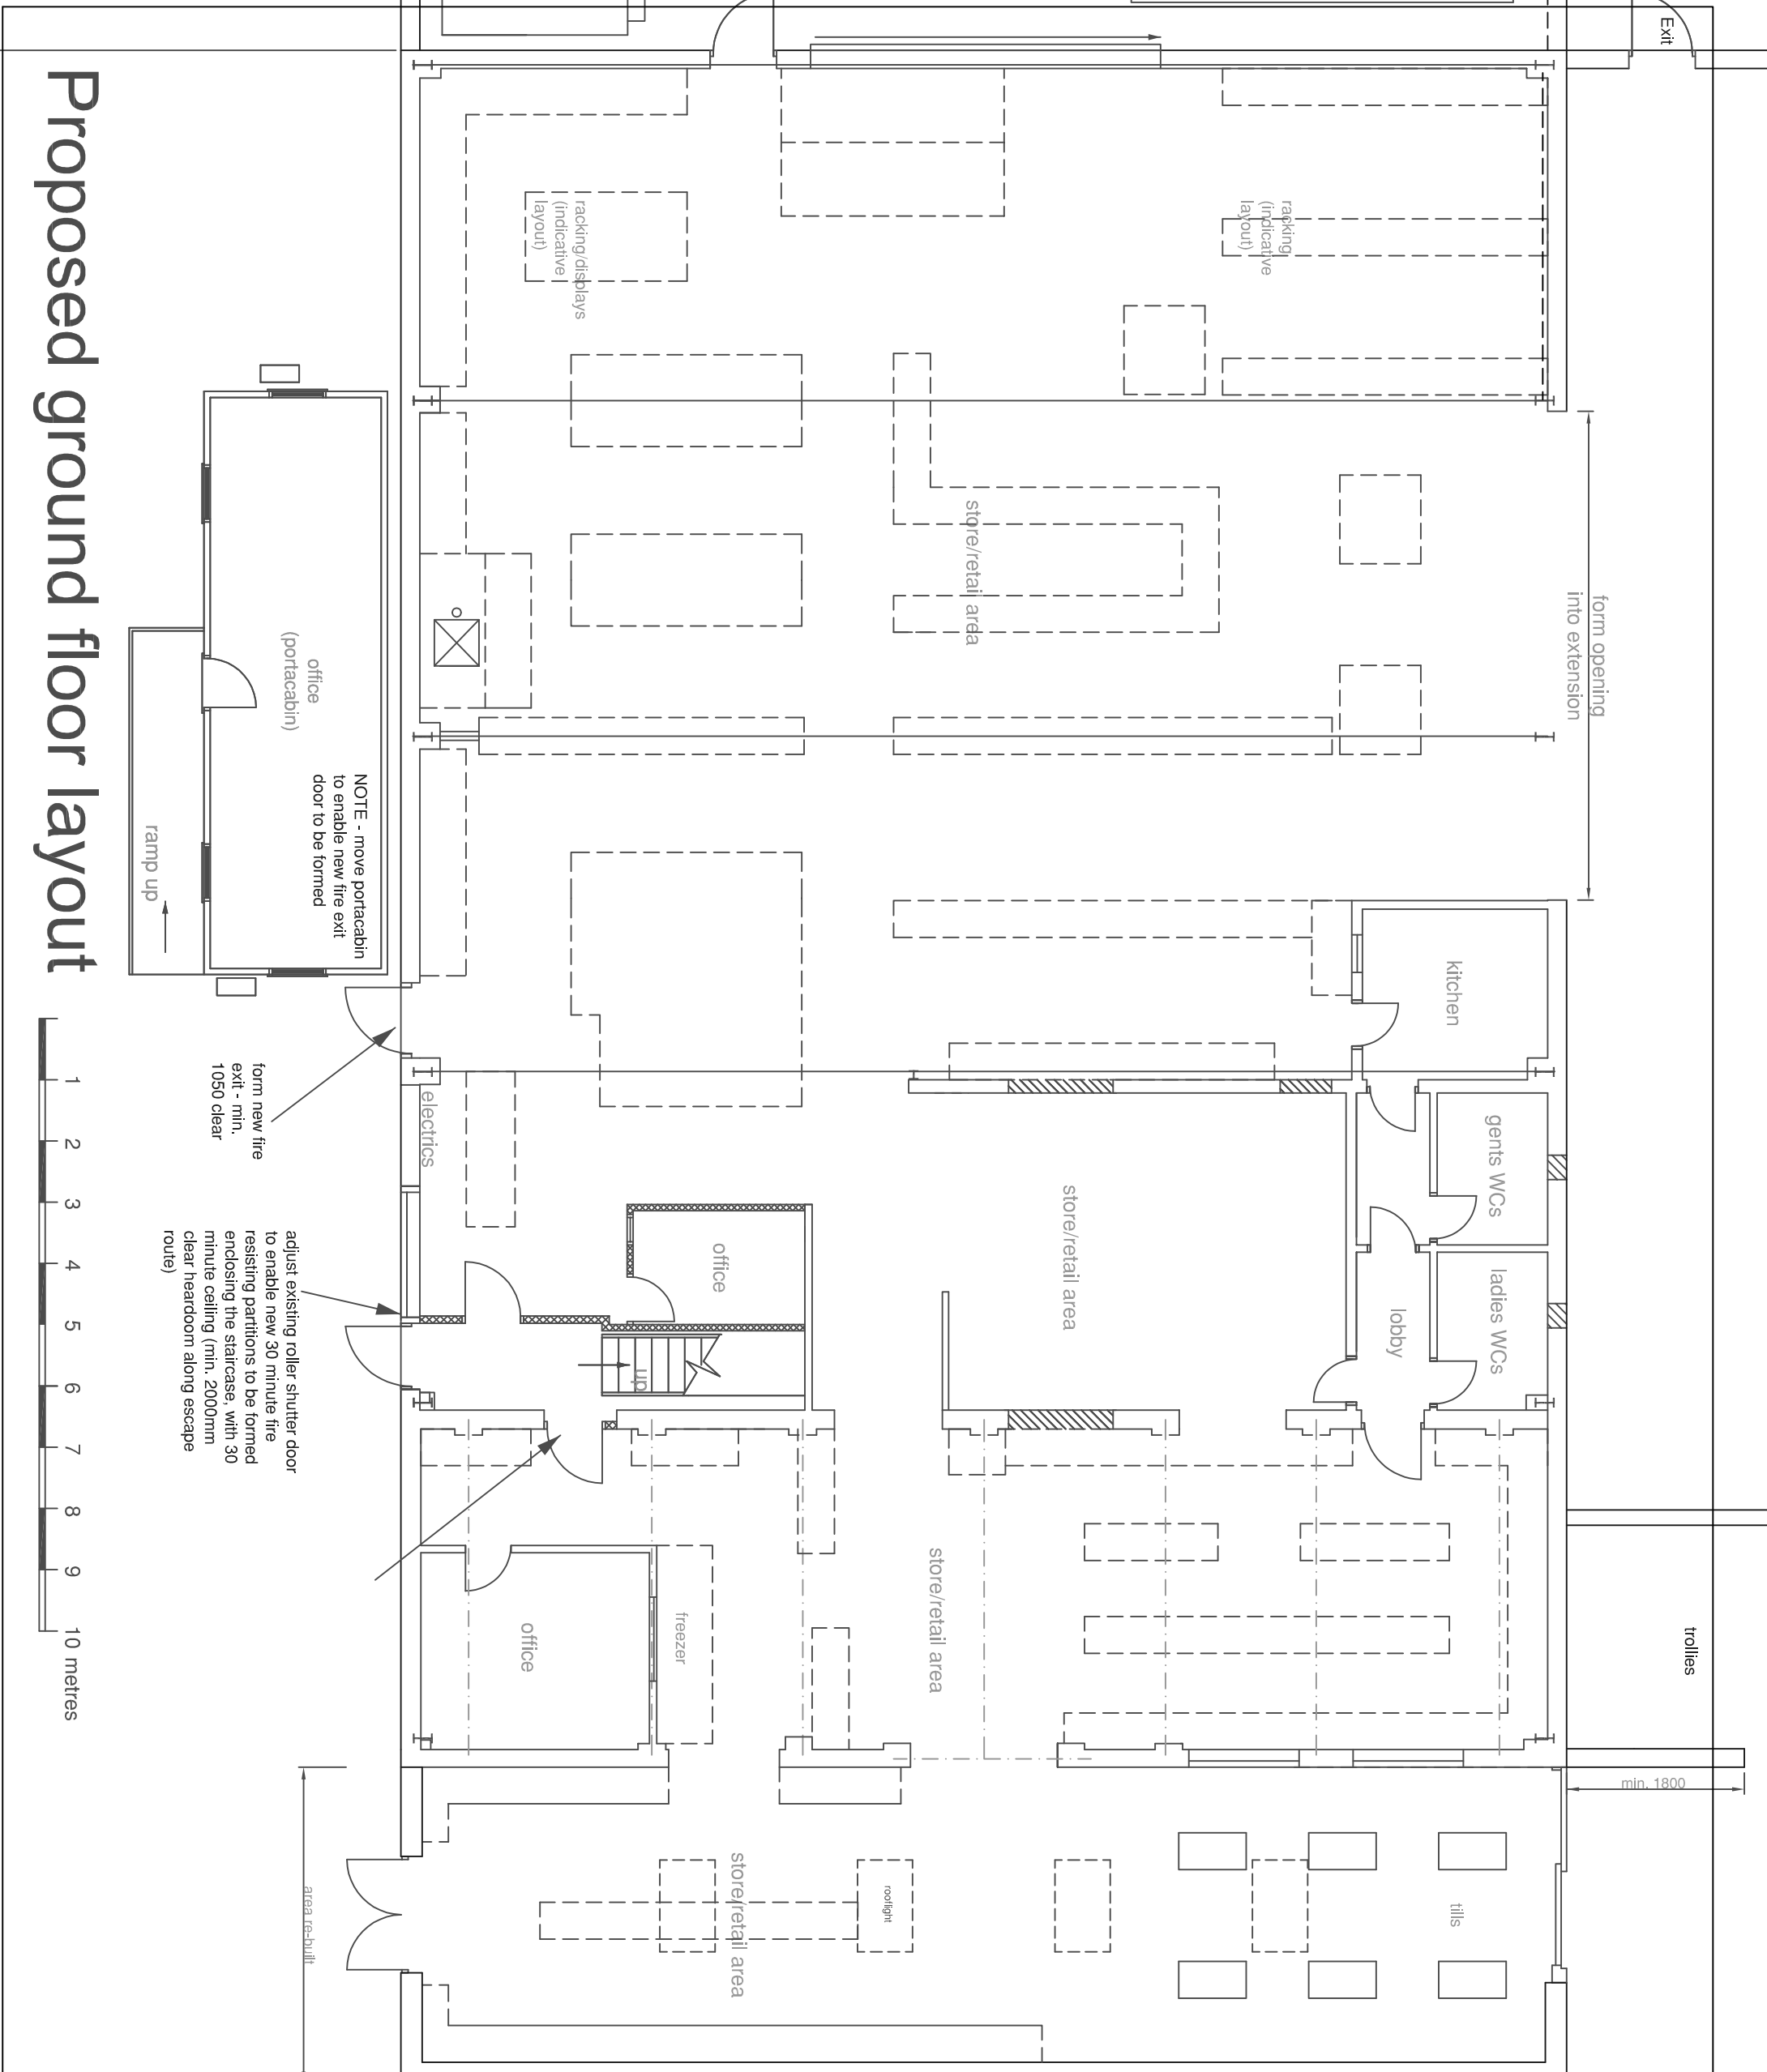 Exit
racking
(indicative
layout)
racking/displays
(indicative
layout)
form opening
into extension
store/retail area
office
(portacabin)
NOTE - move portacabin
to enable new fire exit
door to be formed
ramp up
kitchen
form new fire
exit - min.
1050 clear
electrics
gents WCs
ladies WCs
lobby
store/retail area
office
up
adjust existing roller shutter door
to enable new 30 minute fire
resisting partitions to be formed
enclosing the staircase, with 30
minute ceiling (min. 2000mm
clear heardoom along escape
route)
store/retail area
freezer
office
trollies
min. 1800
tills
rooflight
store/retail area
area re-built
Proposed ground floor layout
1 2 3 4 5 6 7 8 9 10 metres